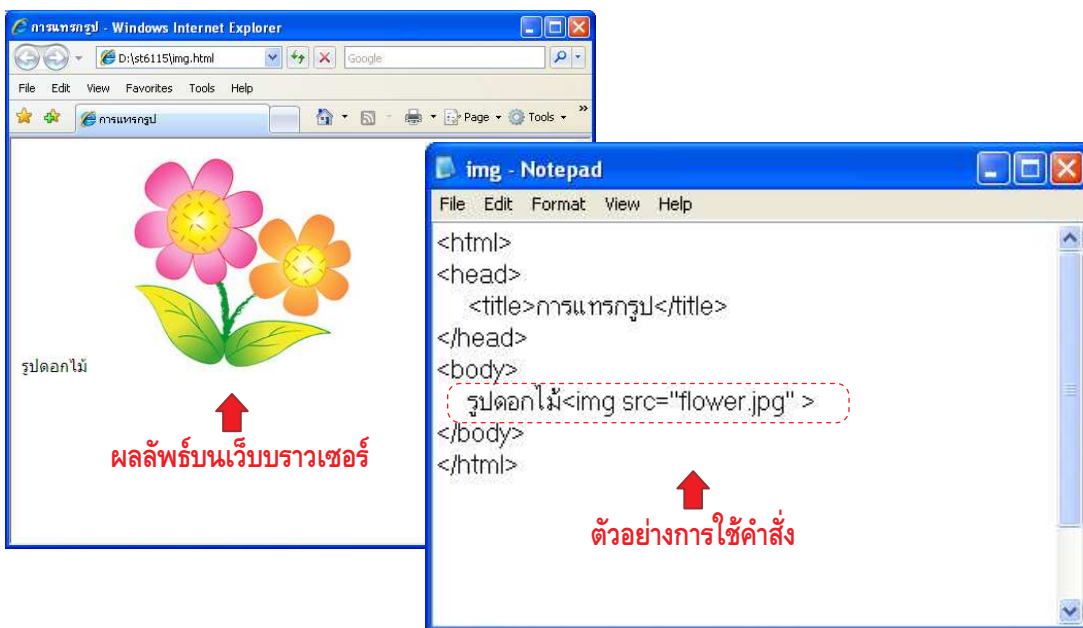 การแทรกรูป - Windows Internet Explorer
D:\st6115\img.html
Google
File Edit View Favorites Tools Help
การแทรกรูป
Page Tools »
รูปดอกไม้
ผลลัพธ์บนเว็บบราวเซอร์
img - Notepad
File Edit Format View Help
<html>
<head>
<title>การแทรกรูป</title>
</head>
<body>
รูปดอกไม้<img src="flower.jpg" >
</body>
</html>
ตัวอย่างการใช้คำสั่ง